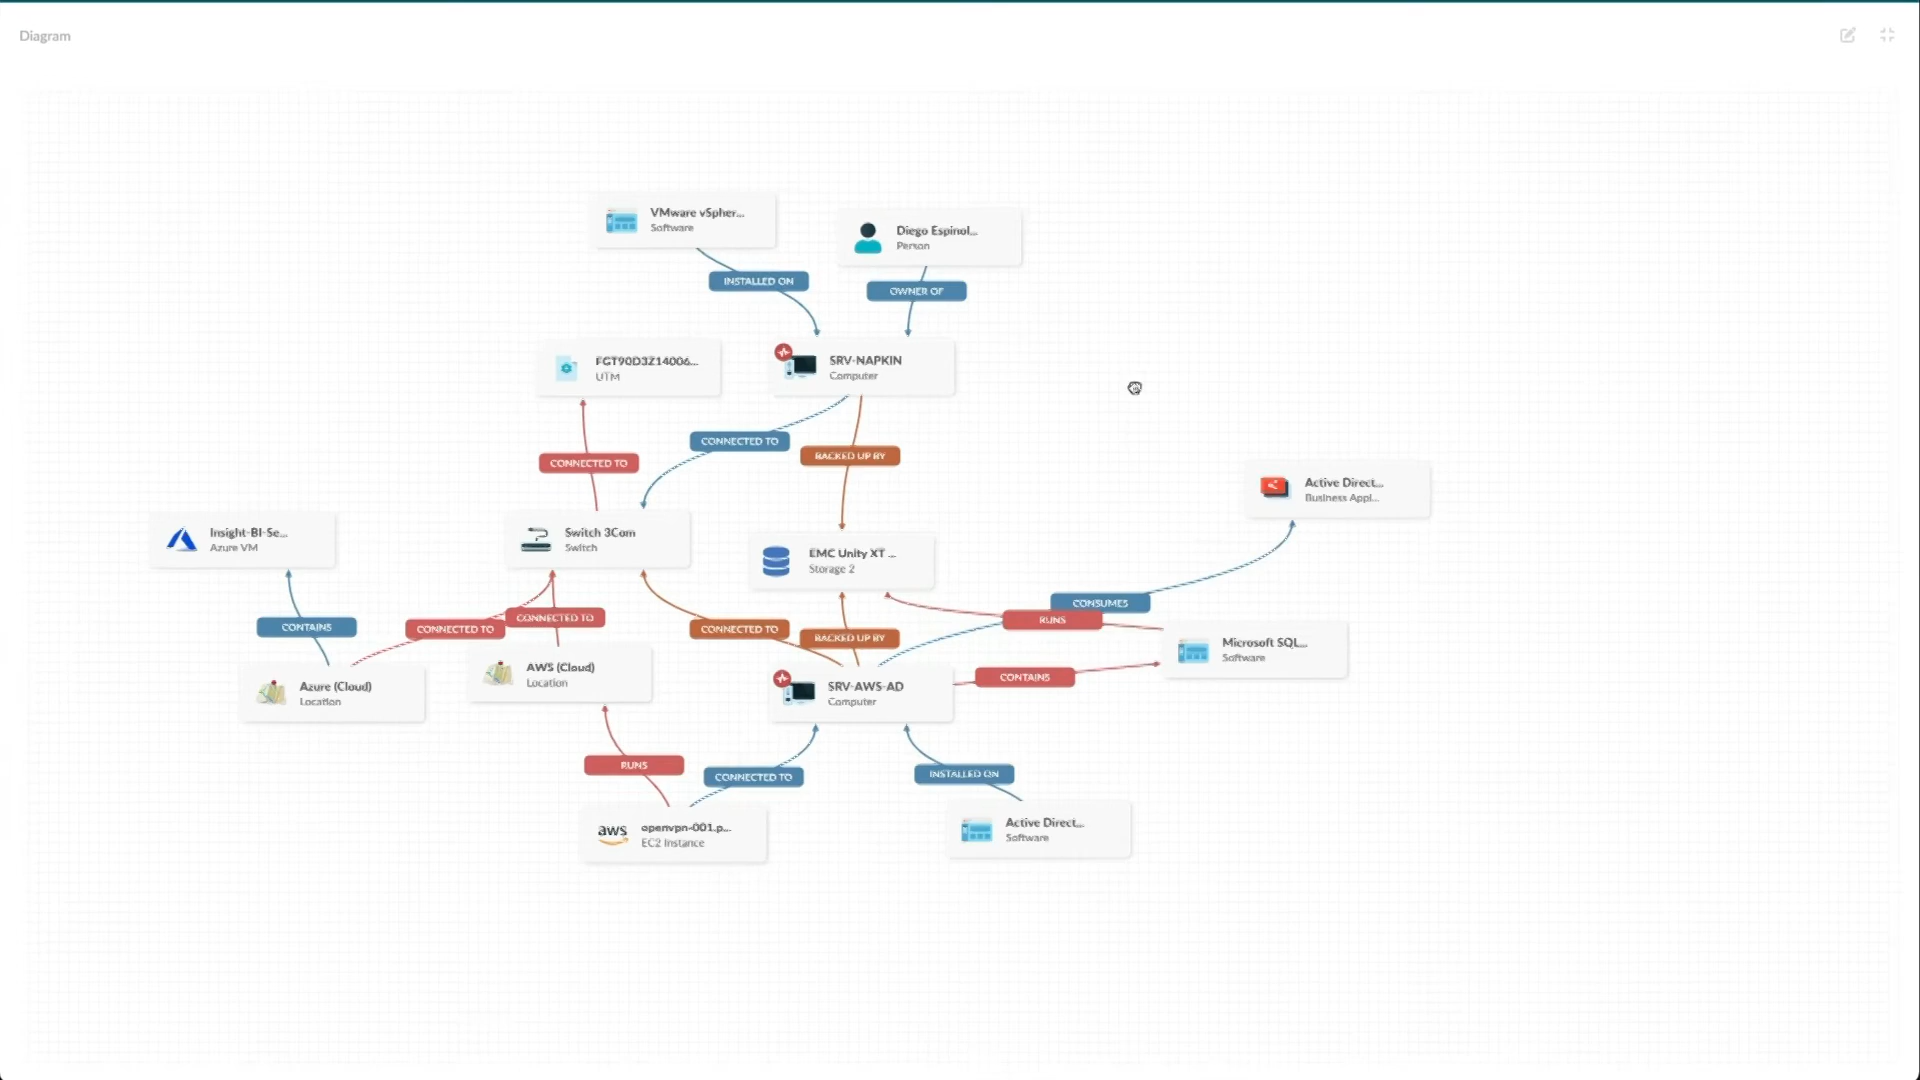 Diagram
VMware vSpher...
Software
Diego Espinol...
Person
INSTALLED ON
OWNER OF
FGT90D3Z14006...
UTM
SRV-NAPKIN
Computer
CONNECTED TO
BACKED UP BY
CONNECTED TO
Active Direct...
Business Appl...
Insight-BI-Se...
Azure VM
Switch 3Com
Switch
EMC Unity XT ...
Storage 2
CONSUMES
CONTAINS
CONNECTED TO
CONNECTED TO
CONNECTED TO
BACKED UP BY
RUNS
Microsoft SQL...
Software
Azure (Cloud)
Location
AWS (Cloud)
Location
SRV-AWS-AD
Computer
CONTAINS
RUNS
CONNECTED TO
INSTALLED ON
aws
openvpn-001.p...
EC2 Instance
Active Direct...
Software